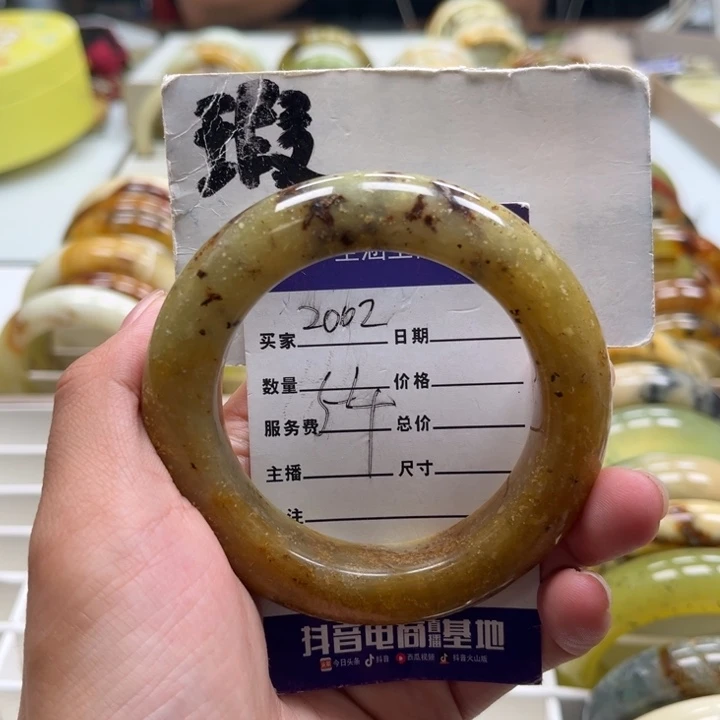 瑕
买家 2002 日期
数量 价格
服务费 54 总价
主播 尺寸
注
抖音电商直播基地
今日头条 抖音 西瓜视频 抖音火山版